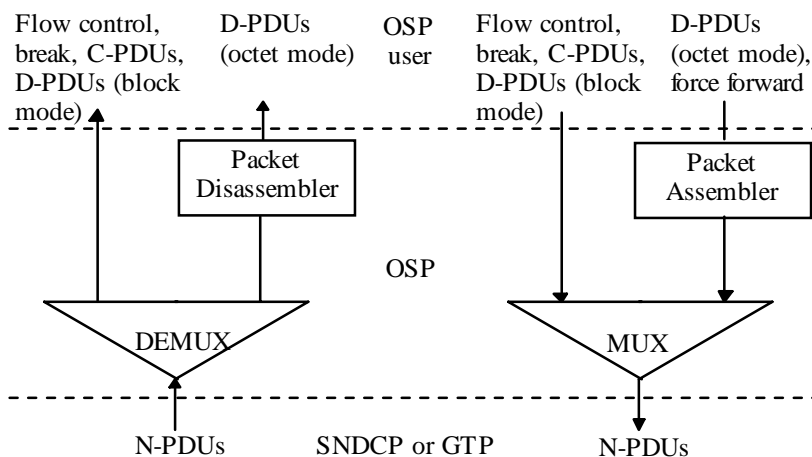 Flow control,
break, C-PDUs,
D-PDUs (block
mode)
D-PDUs
(octet mode)
OSP
user
Flow control,
break, C-PDUs,
D-PDUs (block
mode)
D-PDUs
(octet mode),
force forward
Packet
Disassembler
Packet
Assembler
OSP
DEMUX
MUX
N-PDUs
SNDCP or GTP
N-PDUs